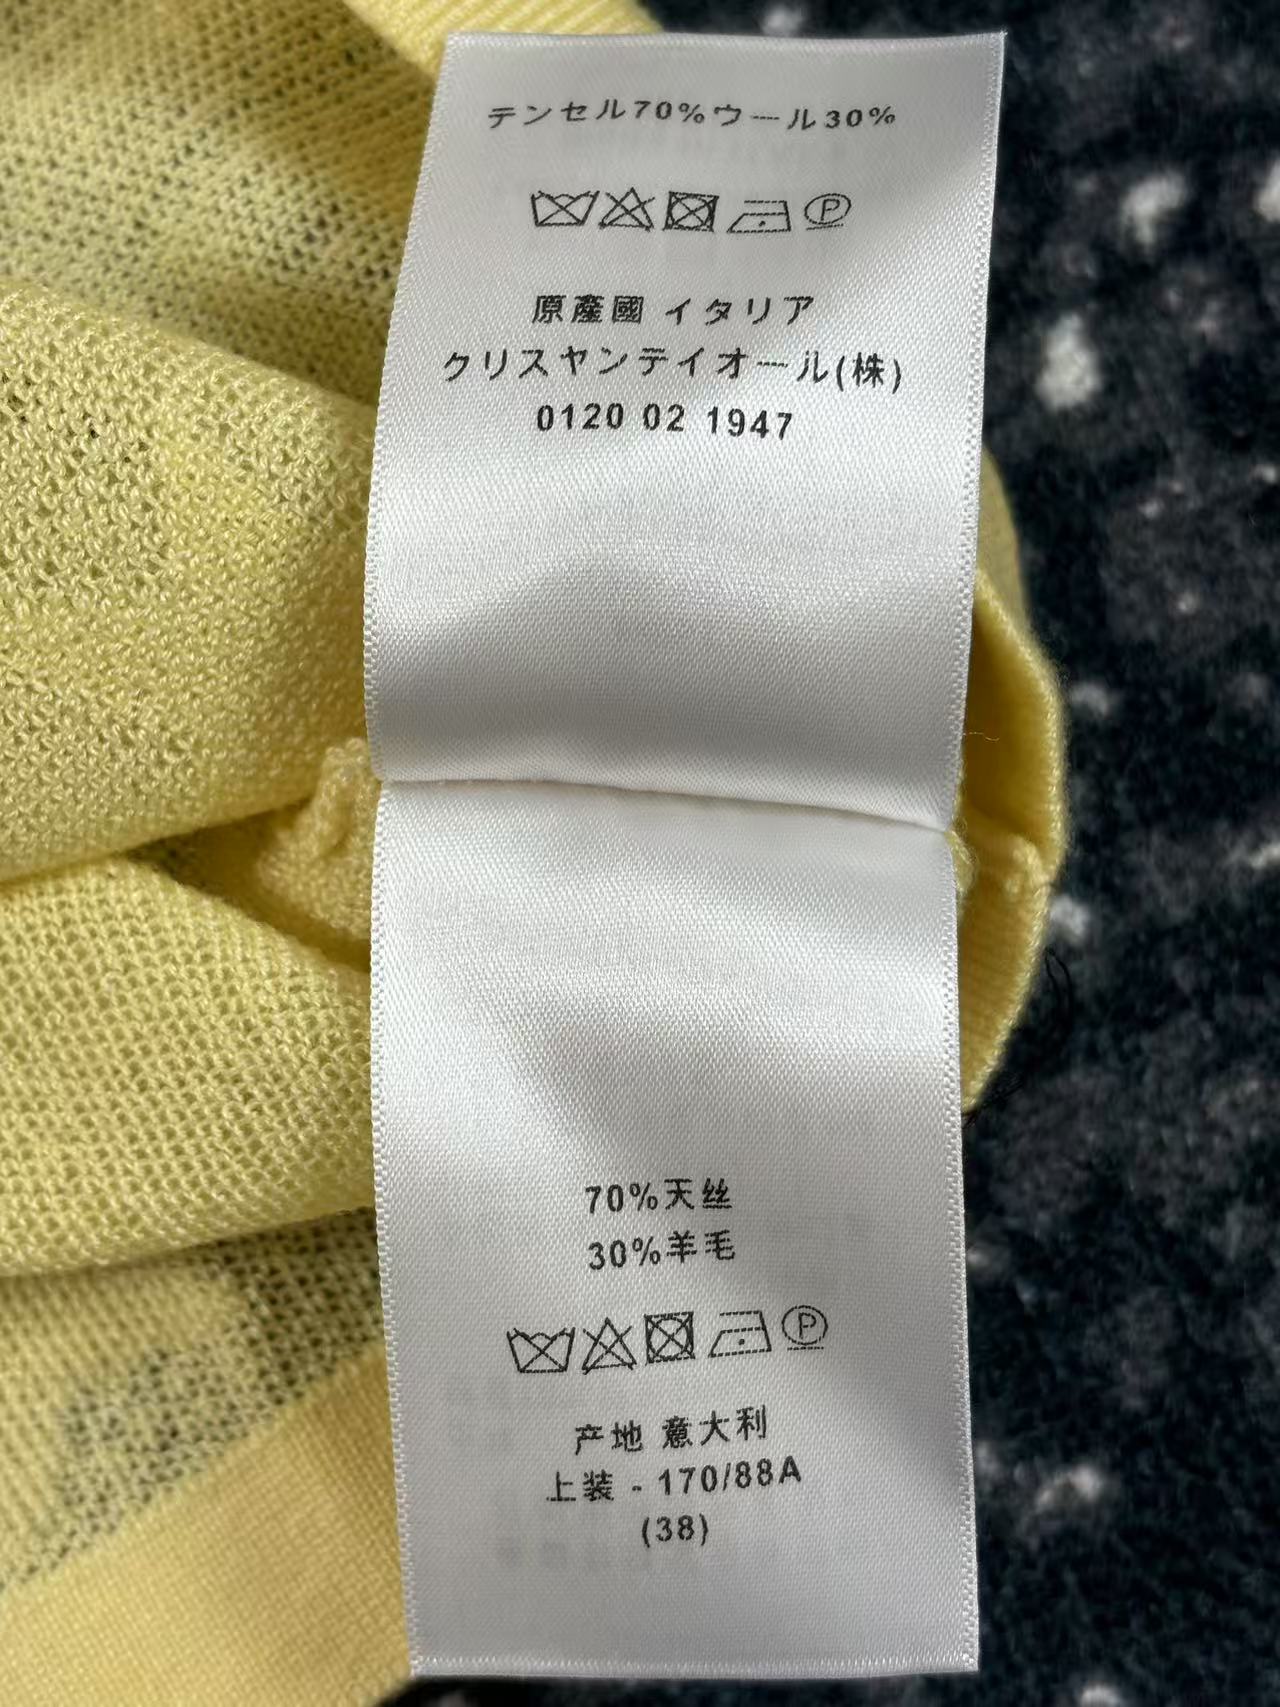 テンセル70%ウール30%
P
原產國 イタリア
クリスヤンテイオール(株)
0120 02 1947
70%天丝
30%羊毛
P
产地 意大利
上装 - 170/88A
(38)